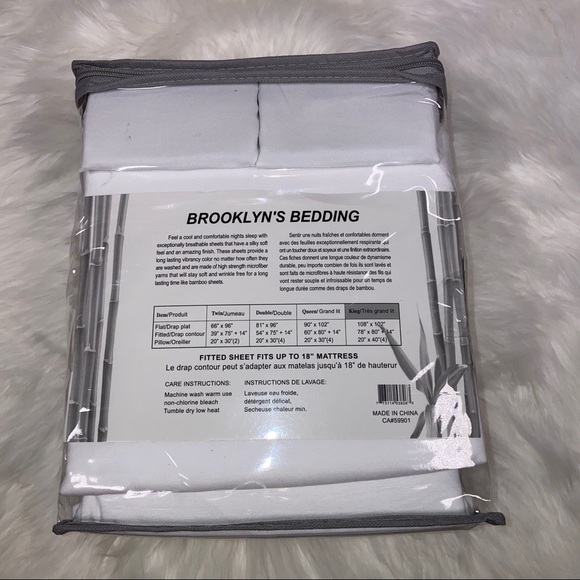 BROOKLYN'S BEDDING
Feel a cool and comfortable nights sleep with
exceptionally breathable sheets that have a silky soft
feel and an amazing finish. These sheets provide a
long lasting vibrancy color no matter how often they
are washed and are made of high strength microfiber
yarns that will stay soft and wrinkle free for a long
lasting time like bamboo sheets.
Sentir une nuits fraîches et confortables dorment
avec des feuilles exceptionnellement respirante qui
ont un toucher doux et soyeux et une finition extraordinaire.
Ces fiches donnent une longue couleur de dynamisme
durable, peu importe combien de fois ils sont lavés et
sont faits de microfibres à haute résistance des fils qui
vont rester souple et infroissable pour un temps de
longue durée comme des draps de bambou.
Item/Produit Twin/Jumeau Double/Double Queen/ Grand lit King/Très grand lit
Flat/Drap plat 66" x 96" 81" x 96" 90" x 102" 108" x 102"
Fitted/Drap contour 39" x 75" + 14" 54" x 75" + 14" 60" x 80" + 14" 78" x 80" + 14"
Pillow/Oreiller 20" x 30"(2) 20" x 30"(4) 20" x 30"(4) 20" x 40"(4)
FITTED SHEET FITS UP TO 18" MATTRESS
Le drap contour peut s'adapter aux matelas jusqu'à 18" de hauteur
CARE INSTRUCTIONS:
Machine wash warm use
non-chlorine bleach
Tumble dry low heat
INSTRUCTIONS DE LAVAGE:
Laveuse eau froide,
détergent délicat,
Secheuse chaleur min.
MADE IN CHINA
CA#59901